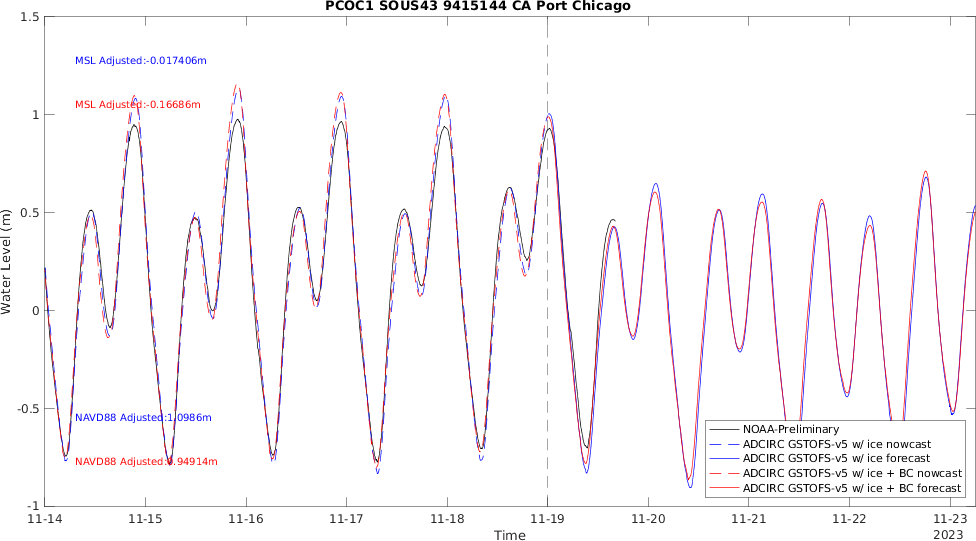 PCOC1 SOUS43 9415144 CA Port Chicago
1.5
MSL Adjusted:-0.017406m
MSL Adjusted:-0.16686m
1
0.5
Water Level (m)
0
-0.5
NAVD88 Adjusted:1.0986m
NAVD88 Adjusted:0.94914m
-1
NOAA-Preliminary
ADCIRC GSTOFS-v5 w/ ice nowcast
ADCIRC GSTOFS-v5 w/ ice forecast
ADCIRC GSTOFS-v5 w/ ice + BC nowcast
ADCIRC GSTOFS-v5 w/ ice + BC forecast
11-14 11-15 11-16 11-17 11-18 11-19 11-20 11-21 11-22 11-23
Time
2023